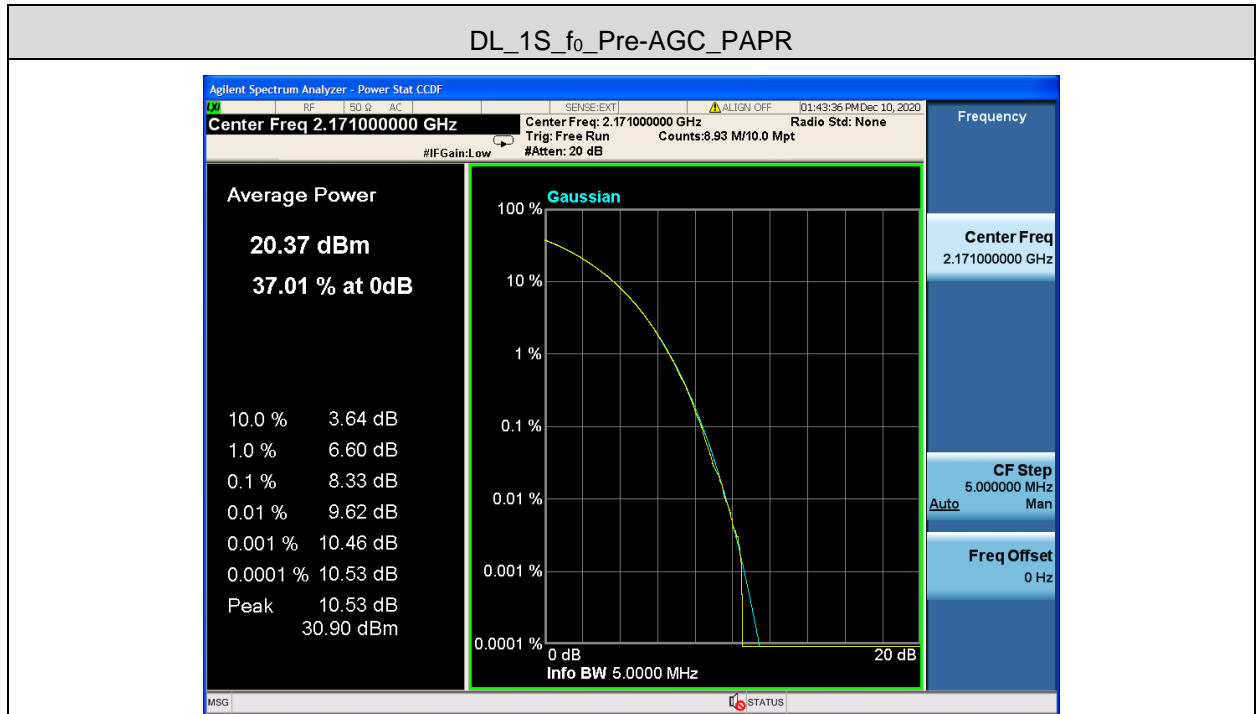 DL_1S_f₀_Pre-AGC_PAPR
Agilent Spectrum Analyzer - Power Stat CCDF
LXI RF 50 Ω AC SENSE:EXT ALIGN OFF 01:43:36 PM Dec 10, 2020
Center Freq 2.171000000 GHz
Center Freq: 2.171000000 GHz Radio Std: None
Trig: Free Run Counts:8.93 M/10.0 Mpt
#IFGain:Low #Atten: 20 dB
Frequency
Average Power
20.37 dBm
37.01 % at 0dB
10.0 % 3.64 dB
1.0 % 6.60 dB
0.1 % 8.33 dB
0.01 % 9.62 dB
0.001 % 10.46 dB
0.0001 % 10.53 dB
Peak 10.53 dB
30.90 dBm
Gaussian
100 %
10 %
1 %
0.1 %
0.01 %
0.001 %
0.0001 %
0 dB 20 dB
Info BW 5.0000 MHz
Center Freq
2.171000000 GHz
CF Step
5.000000 MHz
Auto Man
Freq Offset
0 Hz
MSG STATUS